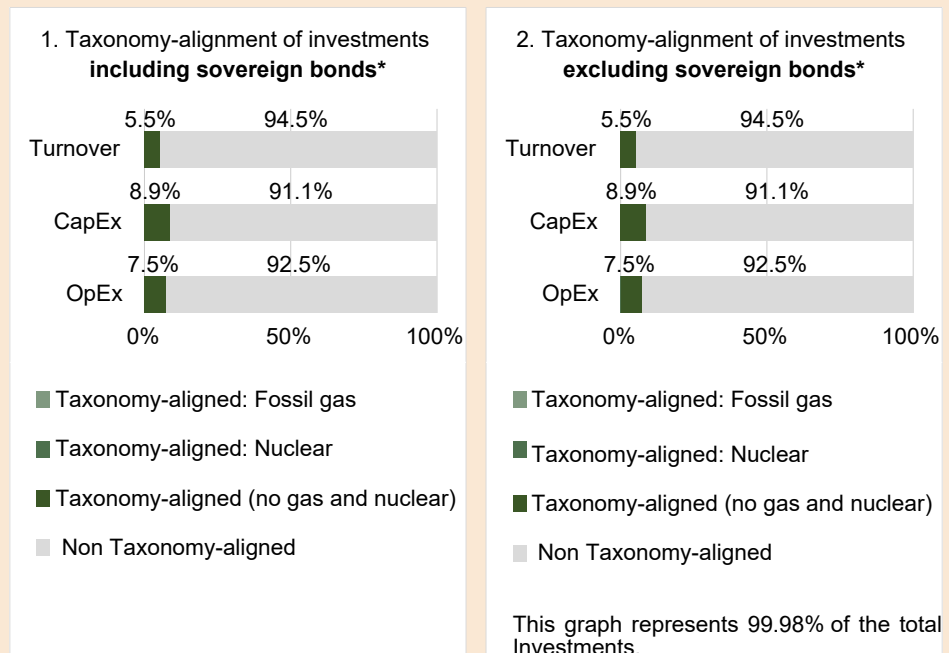 1. Taxonomy-alignment of investments
including sovereign bonds*
5.5% 94.5%
Turnover
8.9% 91.1%
CapEx
7.5% 92.5%
OpEx
0% 50% 100%
Taxonomy-aligned: Fossil gas
Taxonomy-aligned: Nuclear
Taxonomy-aligned (no gas and nuclear)
Non Taxonomy-aligned
2. Taxonomy-alignment of investments
excluding sovereign bonds*
5.5% 94.5%
Turnover
8.9% 91.1%
CapEx
7.5% 92.5%
OpEx
0% 50% 100%
Taxonomy-aligned: Fossil gas
Taxonomy-aligned: Nuclear
Taxonomy-aligned (no gas and nuclear)
Non Taxonomy-aligned
This graph represents 99.98% of the total
Investments.